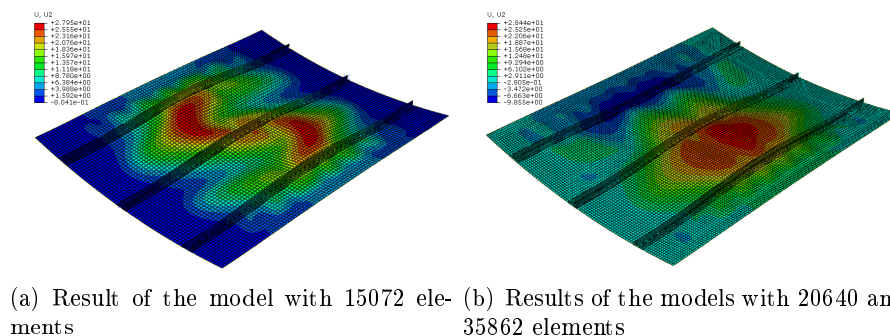 U, U2
+2.795e+01
+2.555e+01
+2.316e+01
+2.076e+01
+1.836e+01
+1.597e+01
+1.357e+01
+1.118e+01
+8.780e+00
+6.384e+00
+3.988e+00
+1.592e+00
-8.041e-01
U, U2
+2.844e+01
+2.525e+01
+2.206e+01
+1.887e+01
+1.568e+01
+1.248e+01
+9.294e+00
+6.102e+00
+2.911e+00
-2.805e-01
-3.472e+00
-6.663e+00
-9.855e+00
(a) Result of the model with 15072 ele-
ments
(b) Results of the models with 20640 an
35862 elements